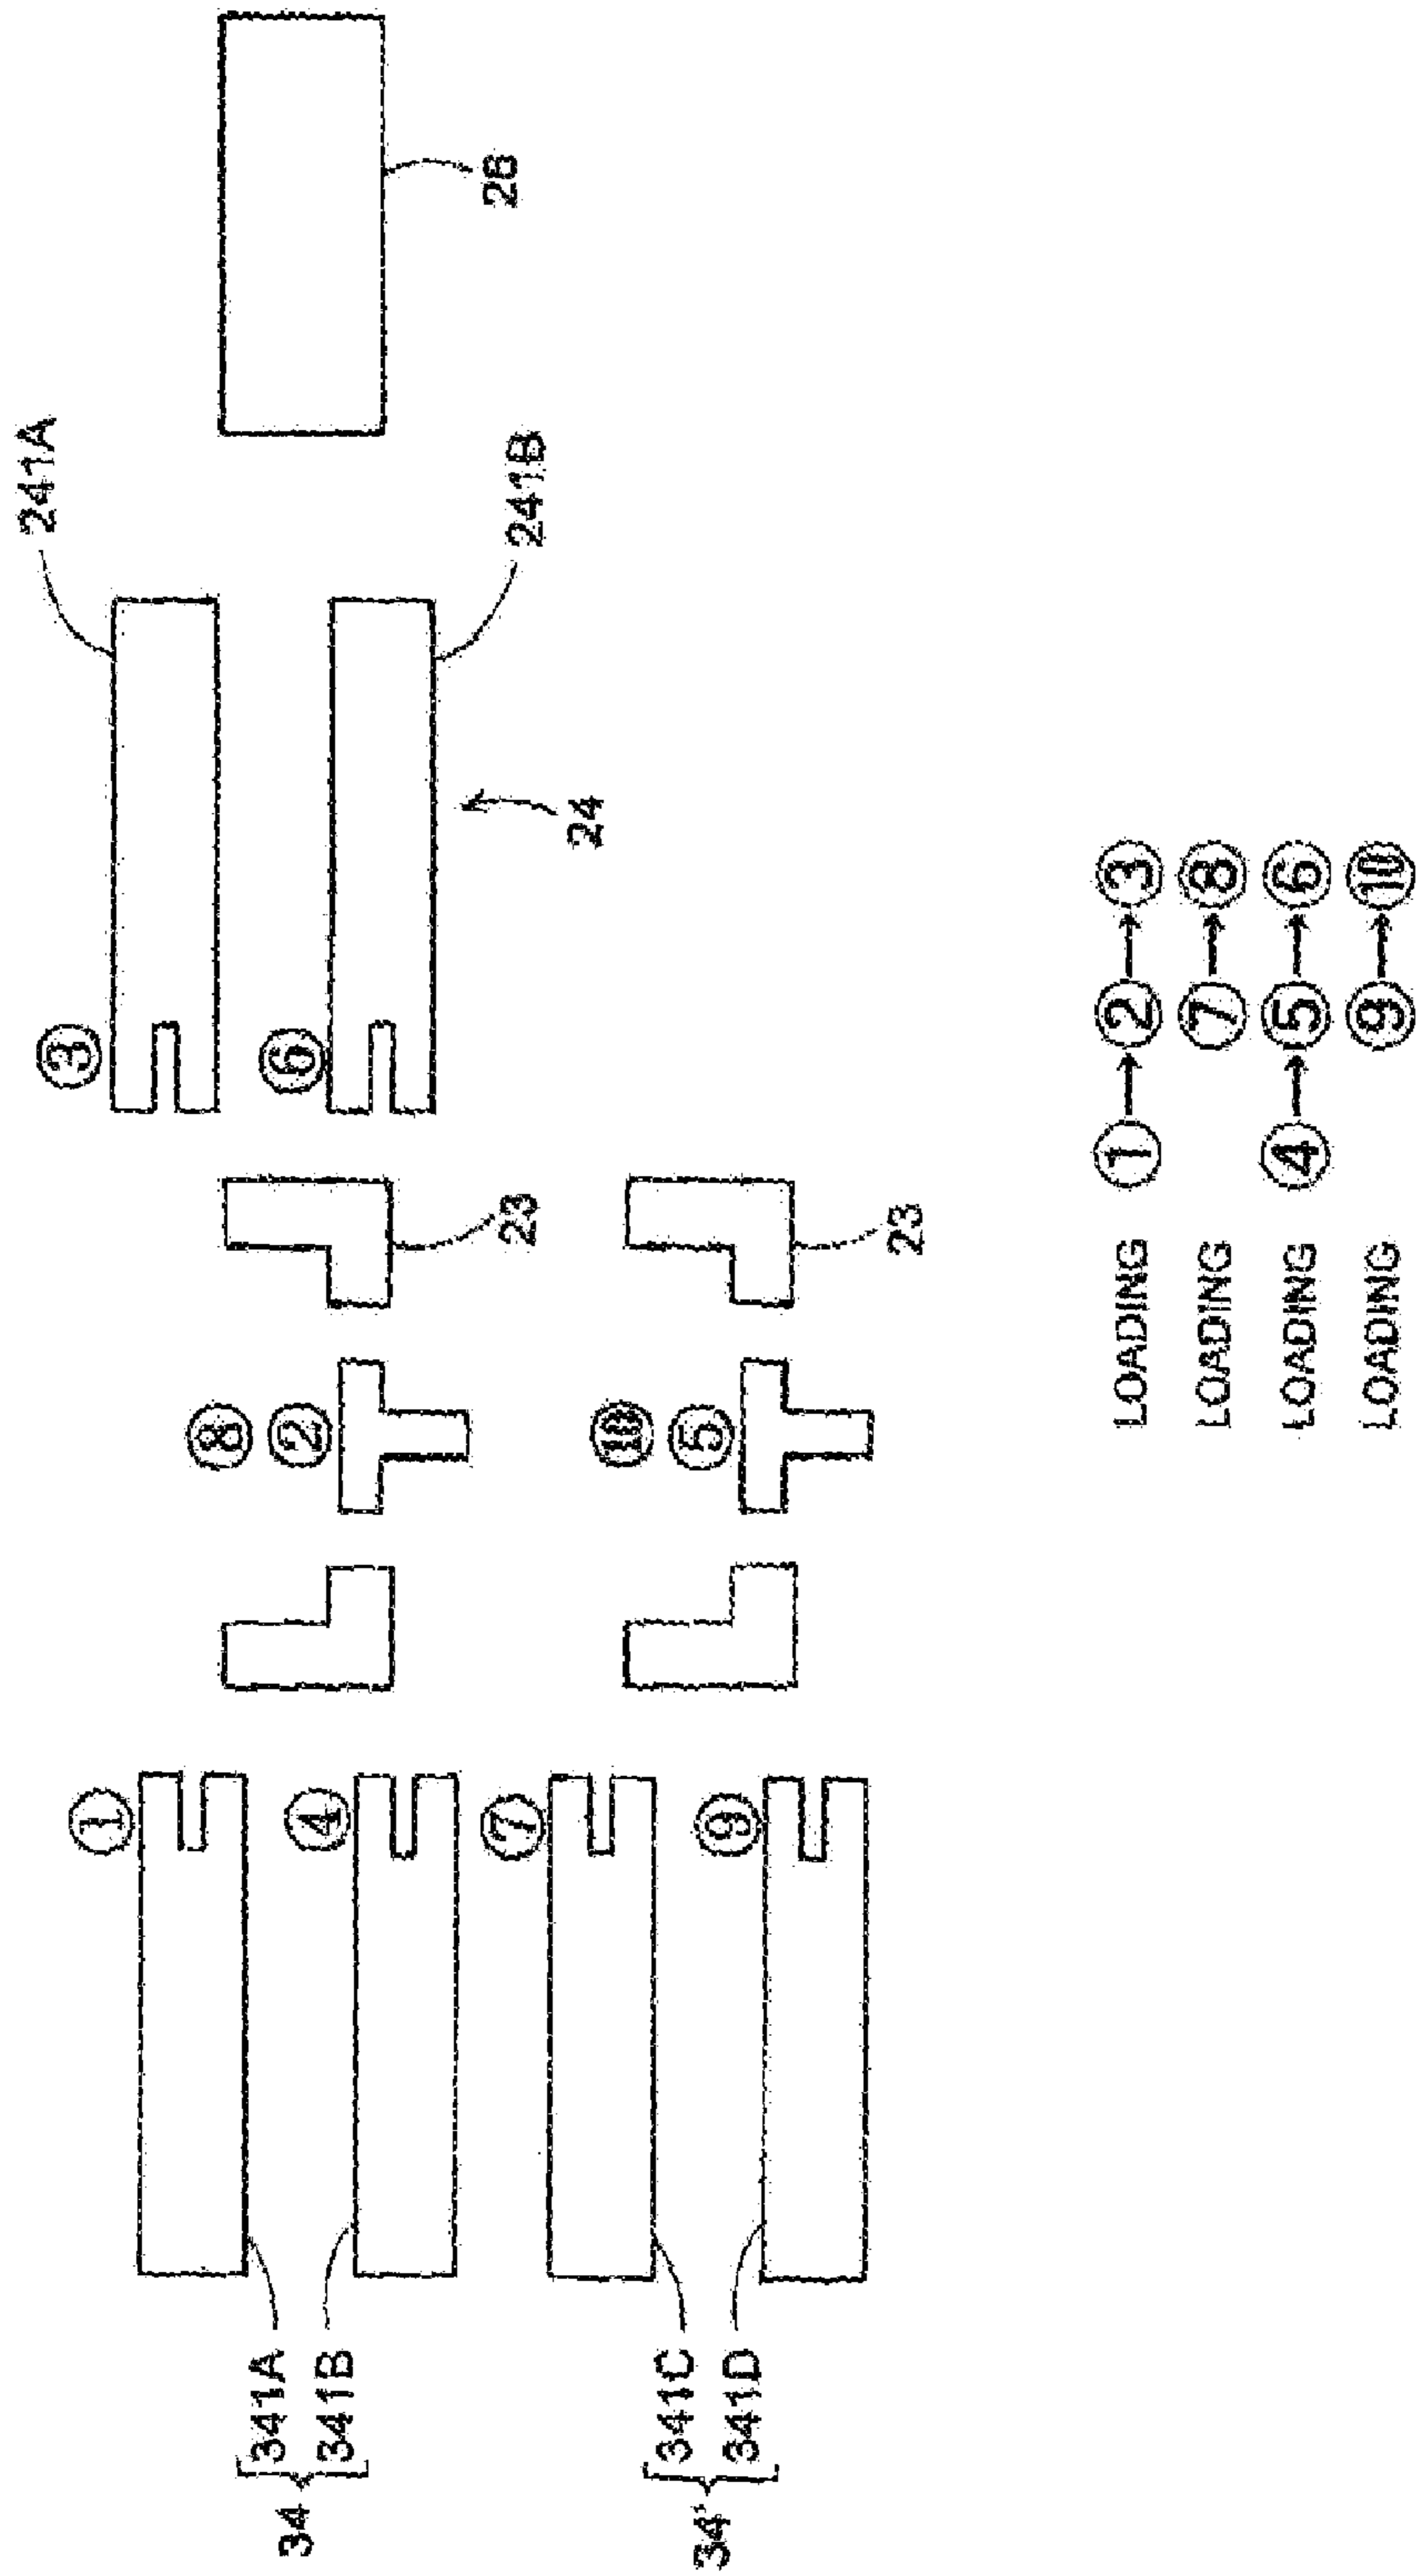 28
241A
241B
24
③
⑥
23
23
⑧
②
⑩
⑤
①
④
⑦
⑨
341A
341B
34
341C
341D
34'
LOADING ①→②→③
LOADING ⑦→⑧
LOADING ④→⑤→⑥
LOADING ⑨→⑩